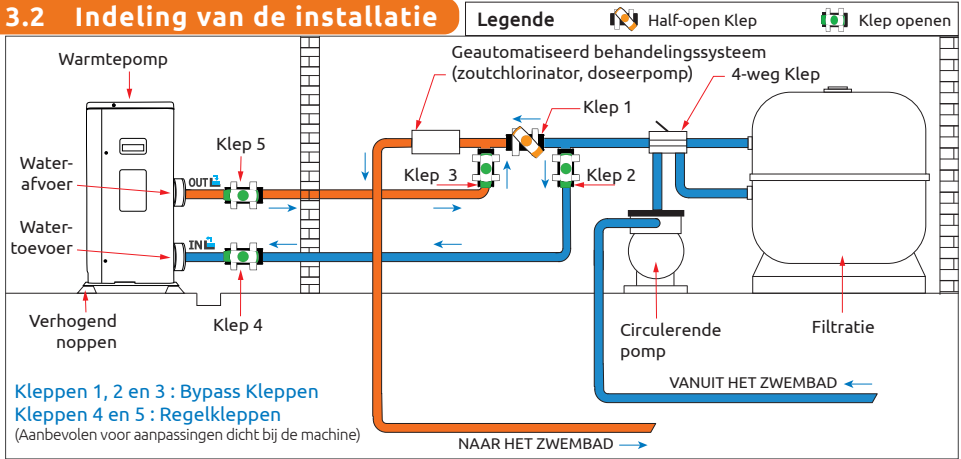 3.2 Indeling van de installatie
Legende
Half-open Klep
Klep openen
Warmtepomp
Geautomatiseerd behandelingssysteem
(zoutchlorinator, doseerpomp)
4-weg Klep
Klep 1
Klep 5
Water-
afvoer
OUT
Klep 3
Klep 2
Water-
toevoer
IN
Verhogend
noppen
Klep 4
Circulerende
pomp
Filtratie
Kleppen 1, 2 en 3 : Bypass Kleppen
Kleppen 4 en 5 : Regelkleppen
(Aanbevolen voor aanpassingen dicht bij de machine)
VANUIT HET ZWEMBAD
NAAR HET ZWEMBAD